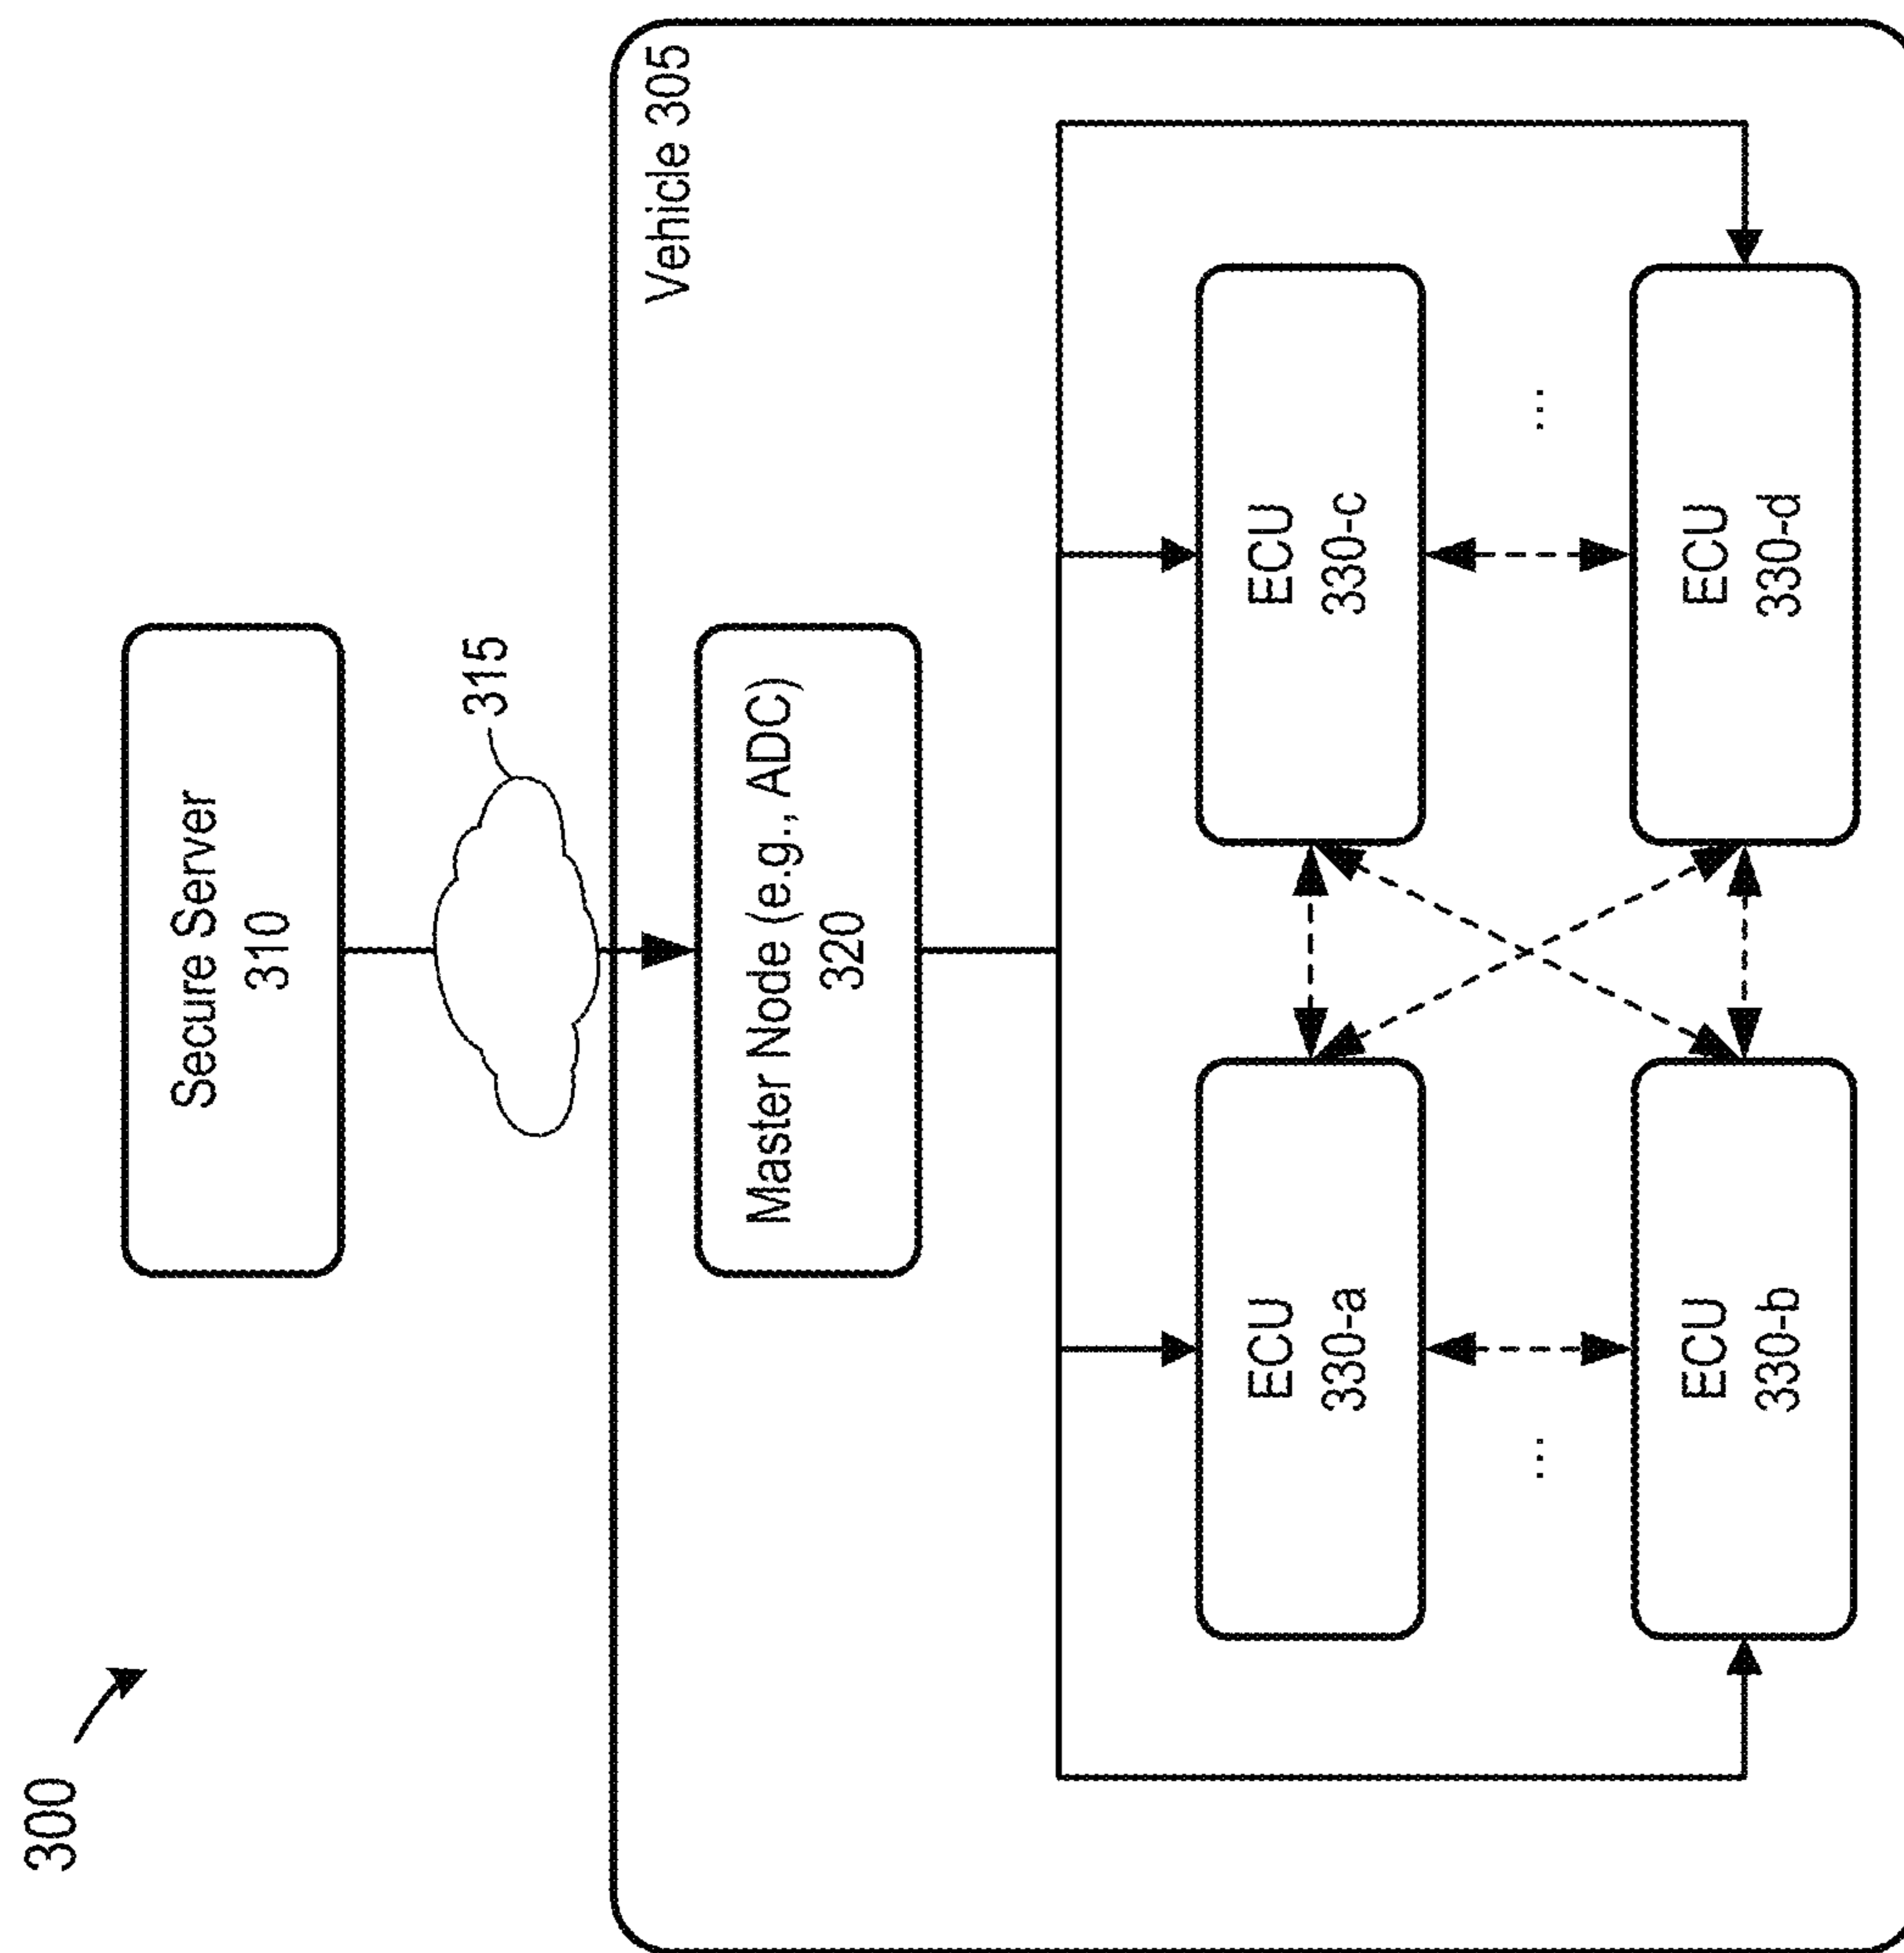 300
Secure Server
310
315
Vehicle 305
Master Node (e.g., ADC)
320
ECU
330-a
ECU
330-c
...
...
ECU
330-b
ECU
330-d